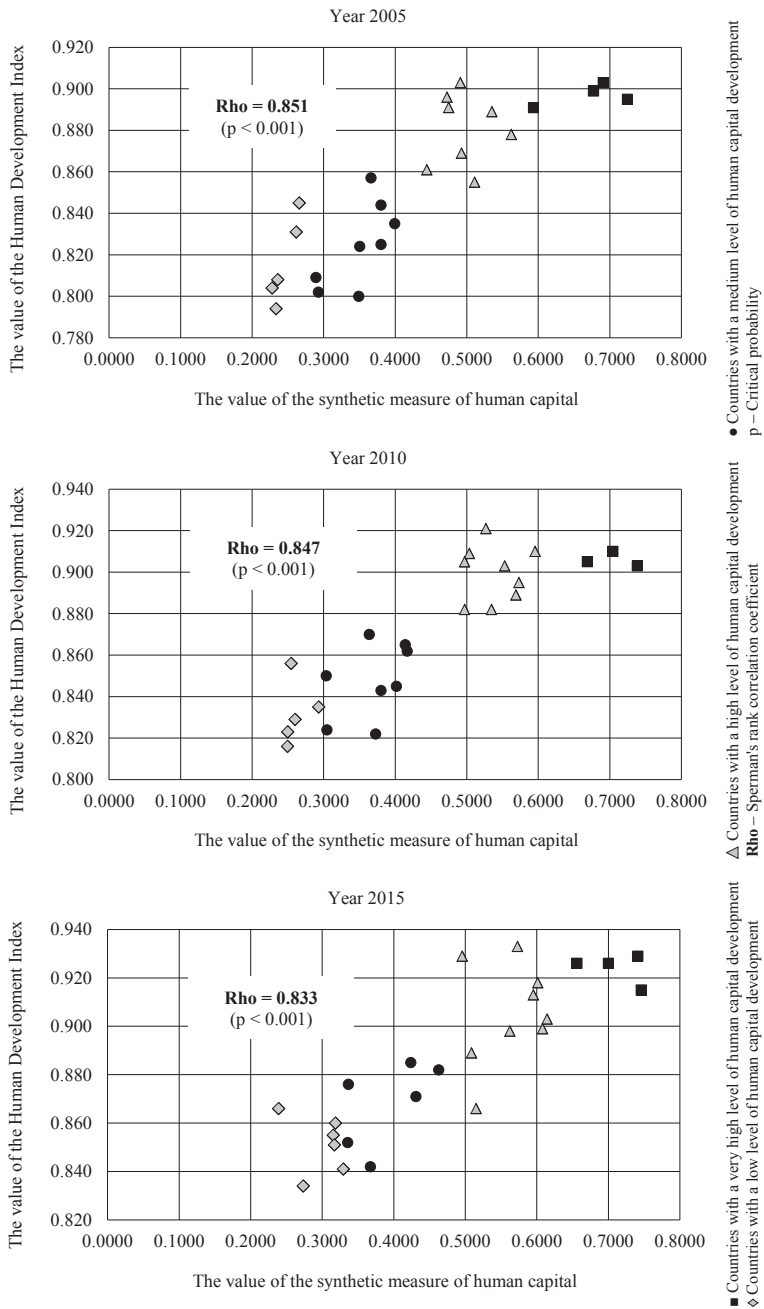 Year 2005
The value of the Human Development Index
0.920
0.900
0.880
0.860
0.840
0.820
0.800
0.780
Rho = 0.851
(p < 0.001)
0.0000 0.1000 0.2000 0.3000 0.4000 0.5000 0.6000 0.7000 0.8000
The value of the synthetic measure of human capital
Year 2010
The value of the Human Development Index
0.940
0.920
0.900
0.880
0.860
0.840
0.820
0.800
Rho = 0.847
(p < 0.001)
0.0000 0.1000 0.2000 0.3000 0.4000 0.5000 0.6000 0.7000 0.8000
The value of the synthetic measure of human capital
Year 2015
The value of the Human Development Index
0.940
0.920
0.900
0.880
0.860
0.840
0.820
Rho = 0.833
(p < 0.001)
0.0000 0.1000 0.2000 0.3000 0.4000 0.5000 0.6000 0.7000 0.8000
The value of the synthetic measure of human capital
■ Countries with a very high level of human capital development △ Countries with a high level of human capital development ● Countries with a medium level of human capital development
◇ Countries with a low level of human capital development Rho – Sperman's rank correlation coefficient p – Critical probability